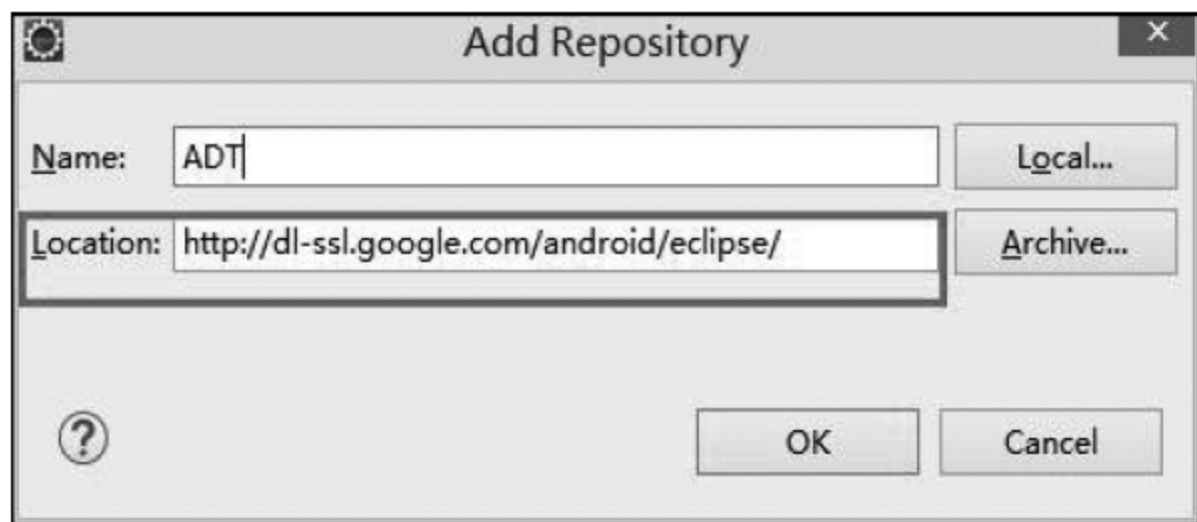 Add Repository
Name: ADT Local...
Location: http://dl-ssl.google.com/android/eclipse/ Archive...
? OK Cancel